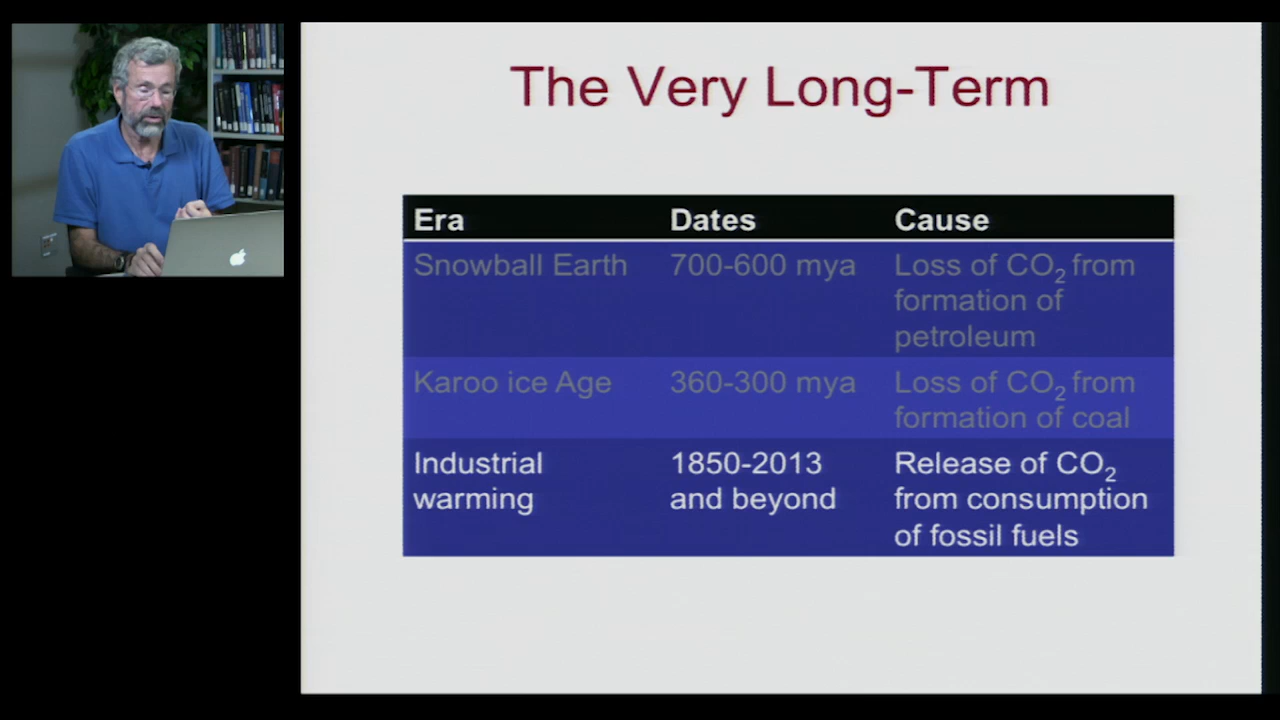 The Very Long-Term
Era Dates Cause
Snowball Earth 700-600 mya Loss of CO2 from
formation of
petroleum
Karoo ice Age 360-300 mya Loss of CO2 from
formation of coal
Industrial 1850-2013 Release of CO2
warming and beyond from consumption
of fossil fuels